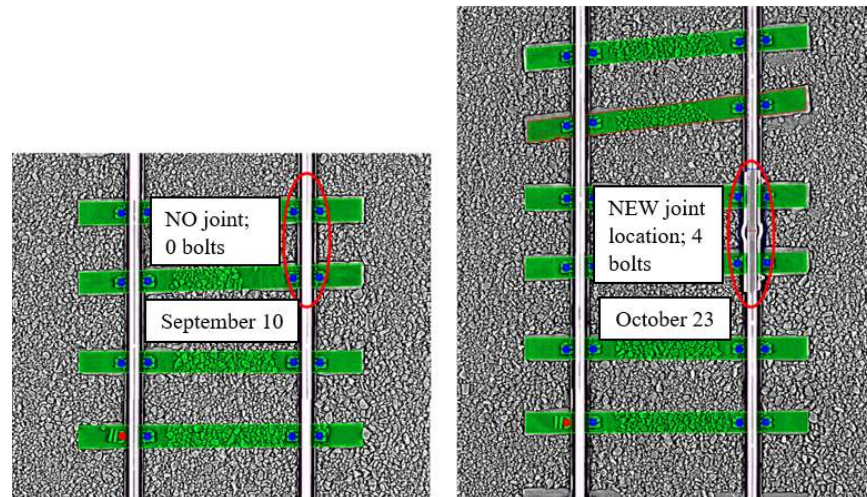 NO joint;
0 bolts
September 10
NEW joint
location; 4
bolts
October 23